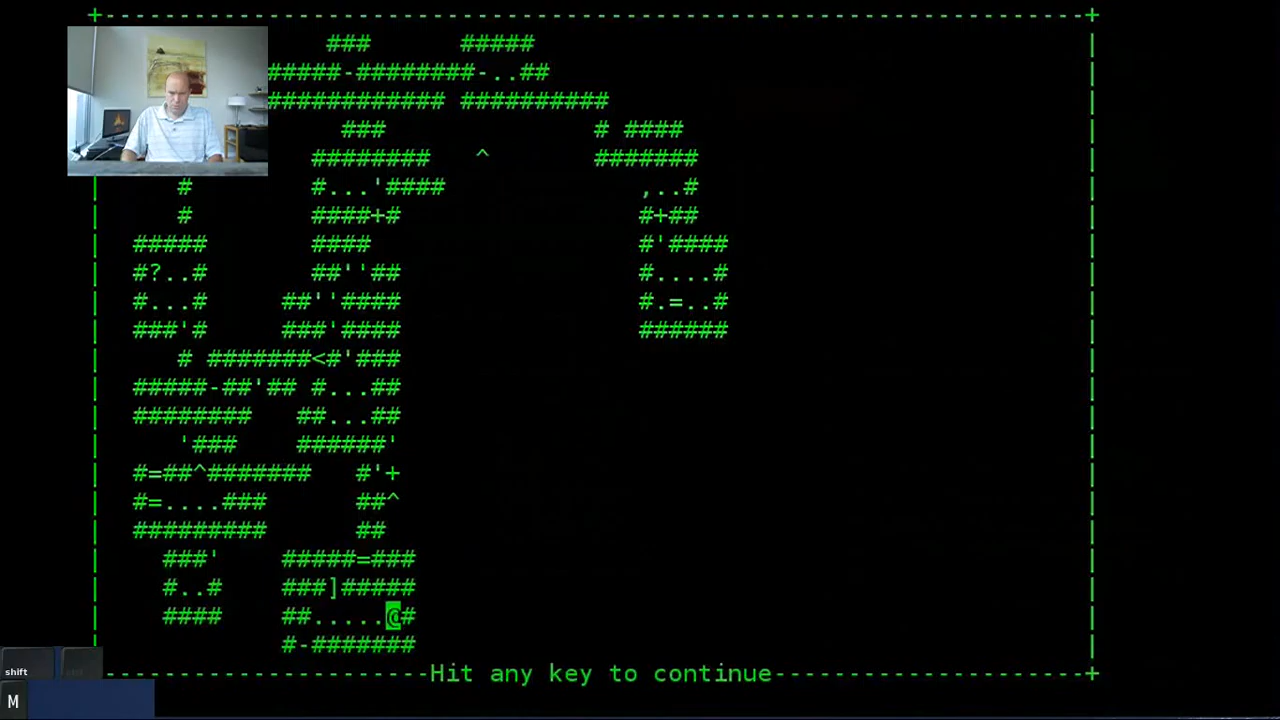 +--------------------------------------------------------------------+
### #####
#####-########-..##
############ ##########
### # ####
######## ^ #######
# #...'#### ,..#
# ####+# #+##
##### #### #'####
#?..# ##''## #....#
#...# ##''#### #.=..#
###'# ###'#### ######
# #######<#'###
#####-##'## #...##
######## ##...##
'### ######'
#=##^####### #'+
#=....### ##^
######### ##
###' #####=###
#..# ###]#####
#### ##.....@#
#-#######
Hit any key to continue
shift
M